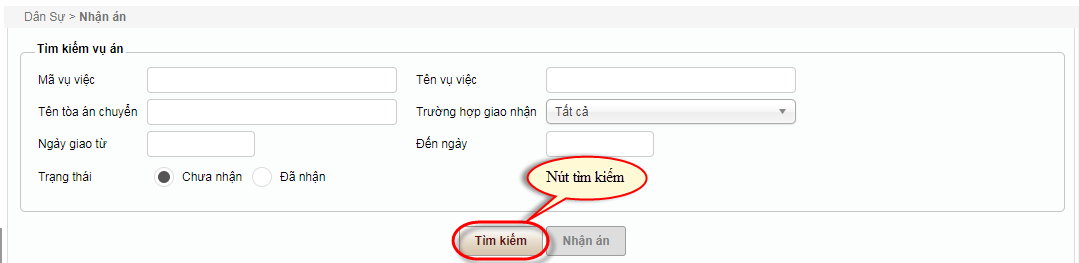 Dân Sự > Nhận án
Tìm kiếm vụ án
Mã vụ việc Tên vụ việc
Tên tòa án chuyển Trường hợp giao nhận Tất cả
Ngày giao từ Đến ngày
Trạng thái Chưa nhận Đã nhận Nút tìm kiếm
Tìm kiếm Nhận án